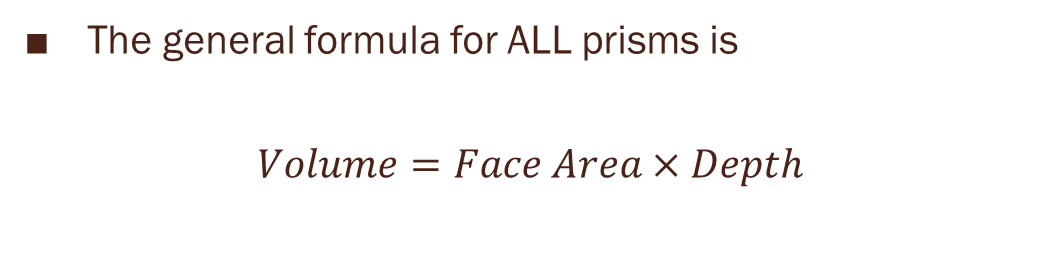 ■ The general formula for ALL prisms is
Volume = Face Area × Depth